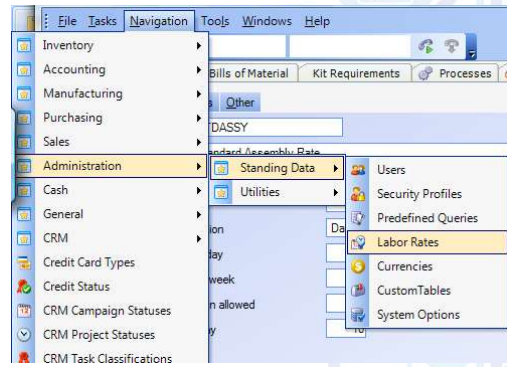 File Tasks Navigation Tools Windows Help
Inventory
Accounting
Manufacturing
Purchasing
Sales
Administration
Cash
General
CRM
Credit Card Types
Credit Status
CRM Campaign Statuses
CRM Project Statuses
CRM Task Classifications
Bills of Material Kit Requirements Processes
Other
DASSY
Standard Assembly Rate
Standing Data
Utilities
Users
Security Profiles
Predefined Queries
Labor Rates
Currencies
CustomTables
System Options
ion Da
day
week
n allowed
y 10